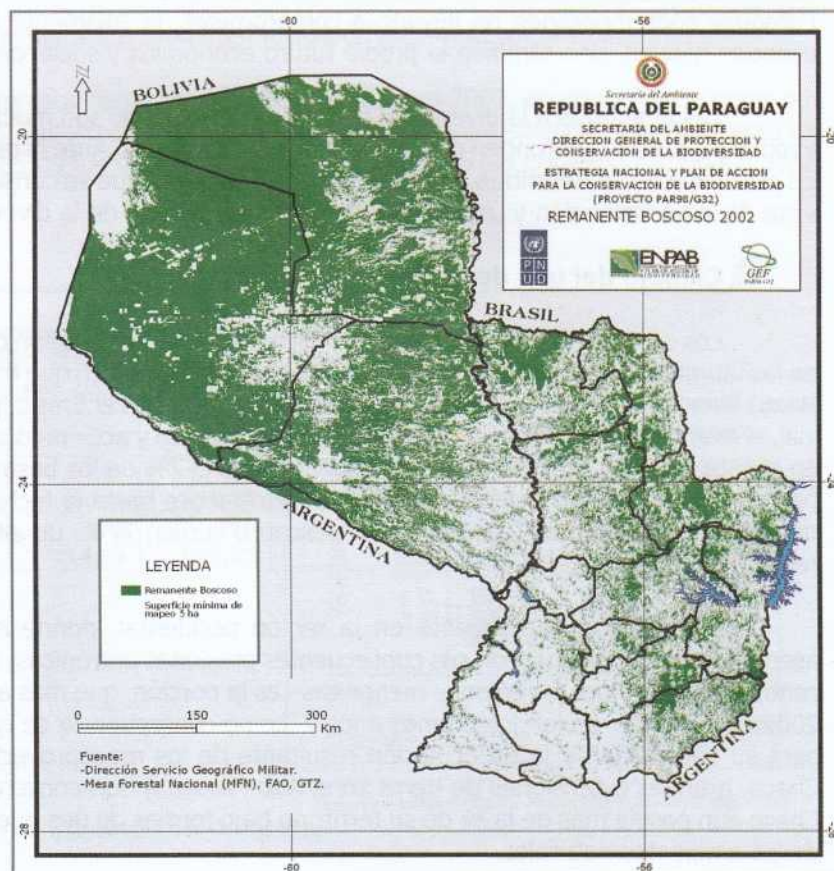 -60
-56
BOLIVIA
Secretaría del Ambiente
REPUBLICA DEL PARAGUAY
SECRETARIA DEL AMBIENTE
DIRECCION GENERAL DE PROTECCION Y
CONSERVACION DE LA BIODIVERSIDAD
ESTRATEGIA NACIONAL Y PLAN DE ACCION
PARA LA CONSERVACION DE LA BIODIVERSIDAD
(PROYECTO PAR98/G32)
REMANENTE BOSCOSO 2002
P N
U D
ENPAB
GEF
-20
BRASIL
-24
-24
ARGENTINA
LEYENDA
Remanente Boscoso
Superficie mínima de
mapeo 5 ha
0 150 300
Km
ARGENTINA
Fuente:
-Dirección Servicio Geográfico Militar.
-Mesa Forestal Nacional (MFN), FAO, GTZ.
-28
-28
-60
-56